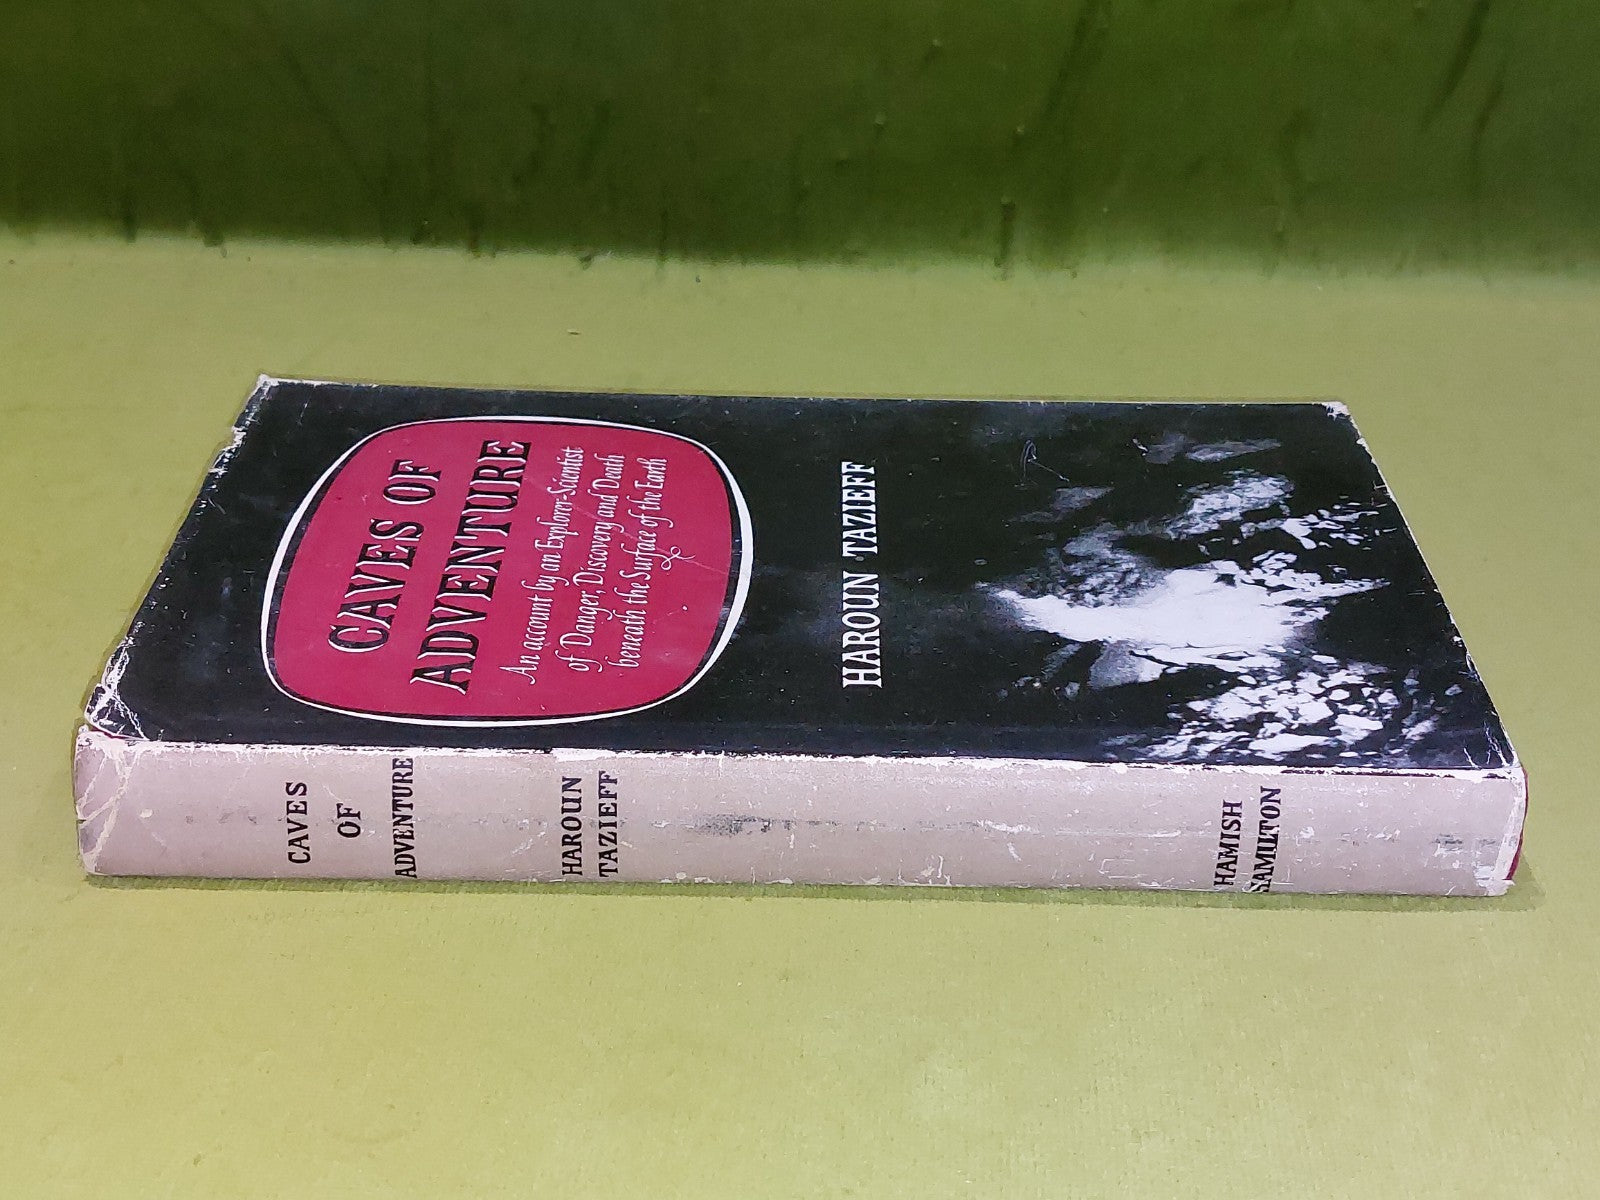 CAVES OF
ADVENTURE
An account by an Explorer-Scientist
of Danger, Discovery and Death
beneath the Surface of the Earth
HAROUN TAZIEFF
CAVES
OF
ADVENTURE
HAROUN
TAZIEFF
HAMISH
HAMILTON